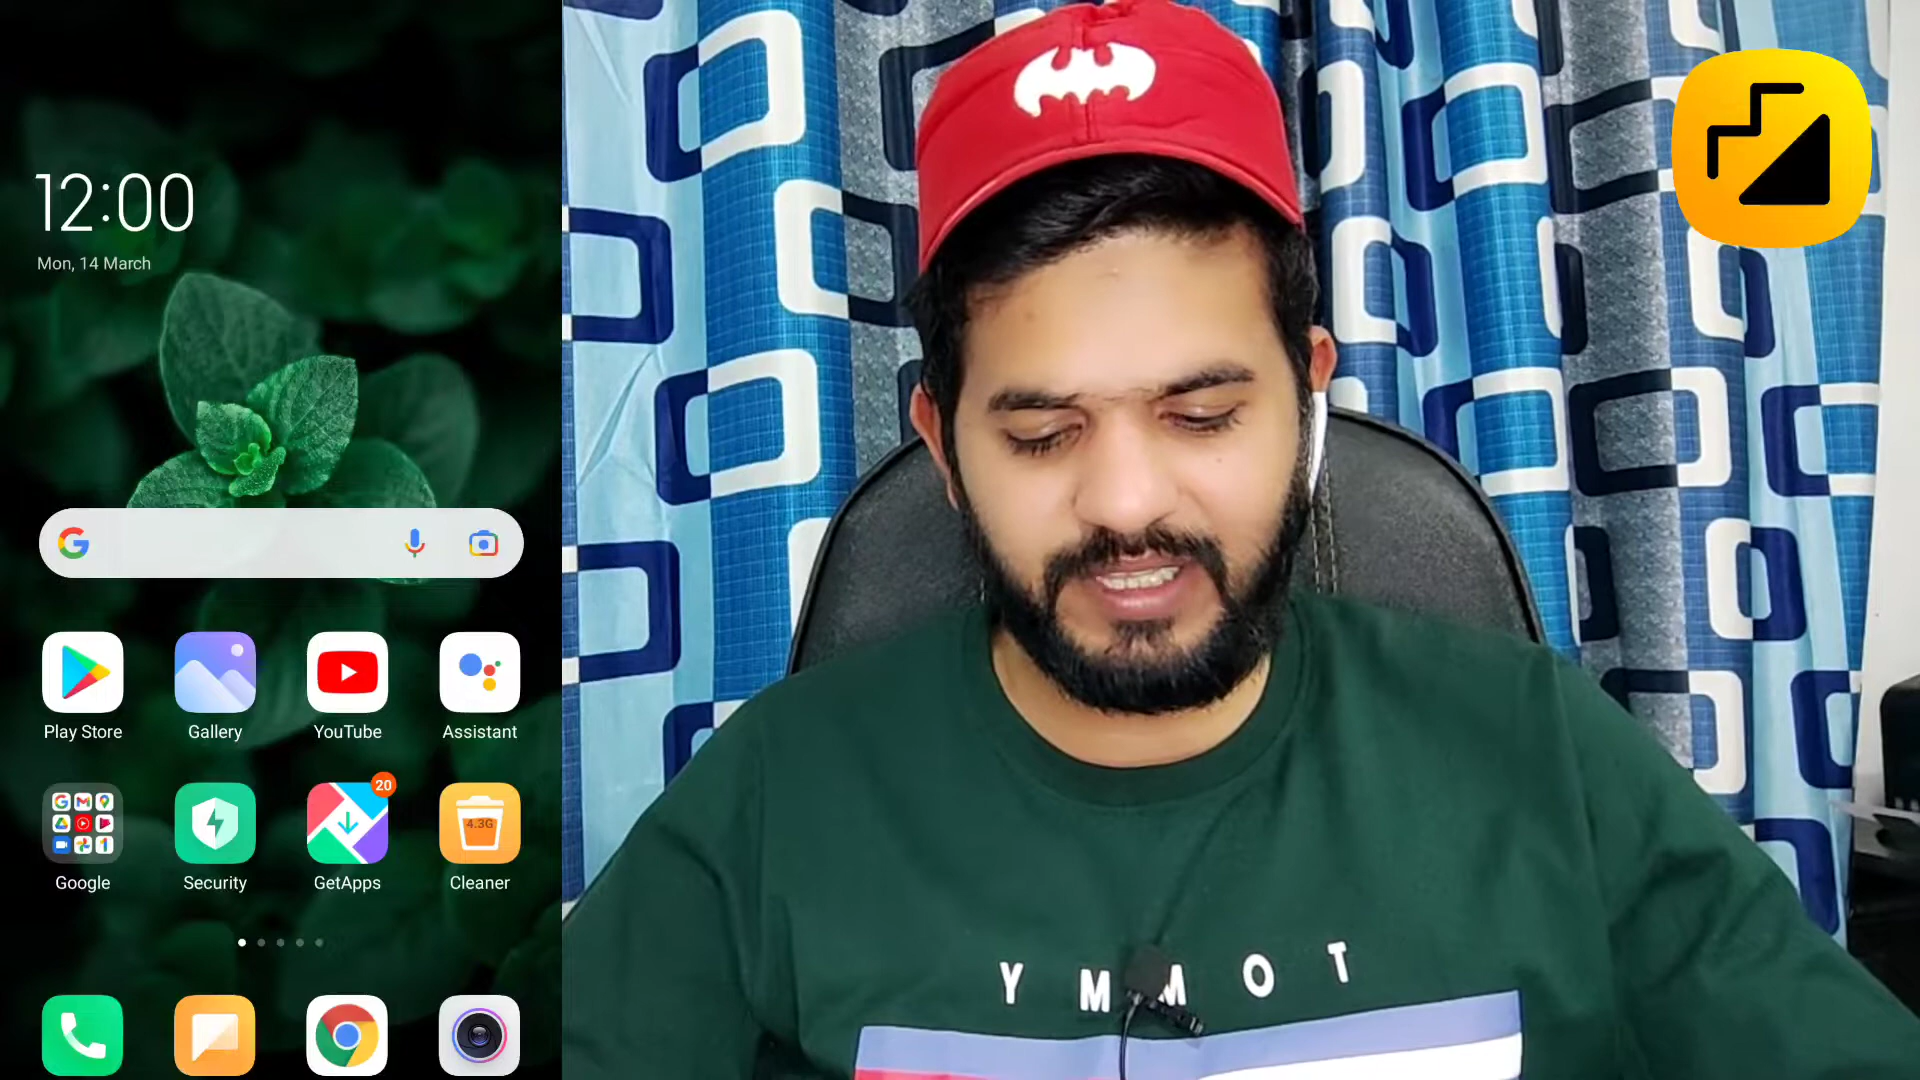 12:00
Mon, 14 March
Play Store
Gallery
YouTube
Assistant
20
4.3G
Google
Security
GetApps
Cleaner
Y M M O T